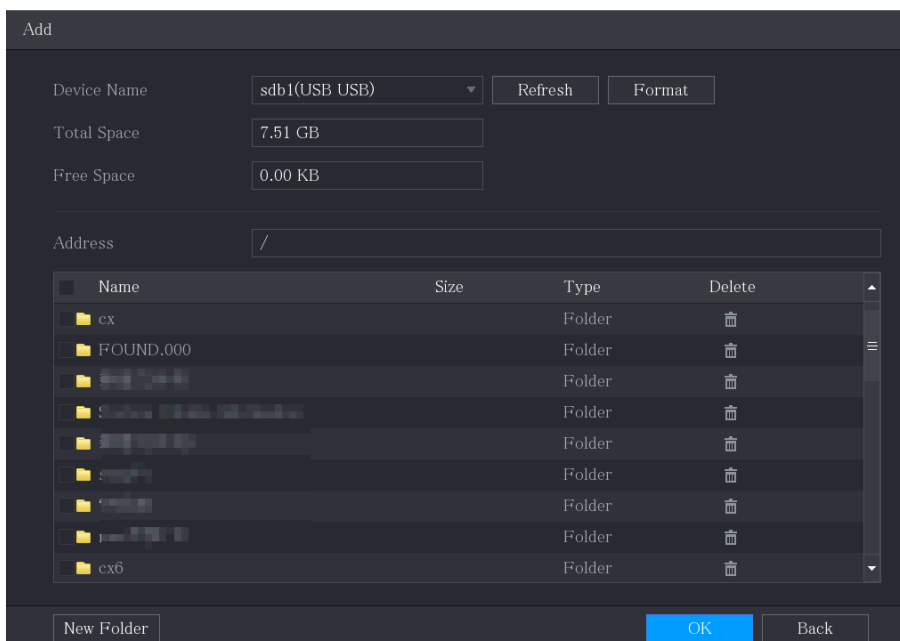 Add
Device Name sdb1(USB USB) Refresh Format
Total Space 7.51 GB
Free Space 0.00 KB
Address /
Name Size Type Delete
cx Folder
FOUND.000 Folder
Folder
Folder
Folder
Folder
Folder
Folder
cx6 Folder
New Folder OK Back